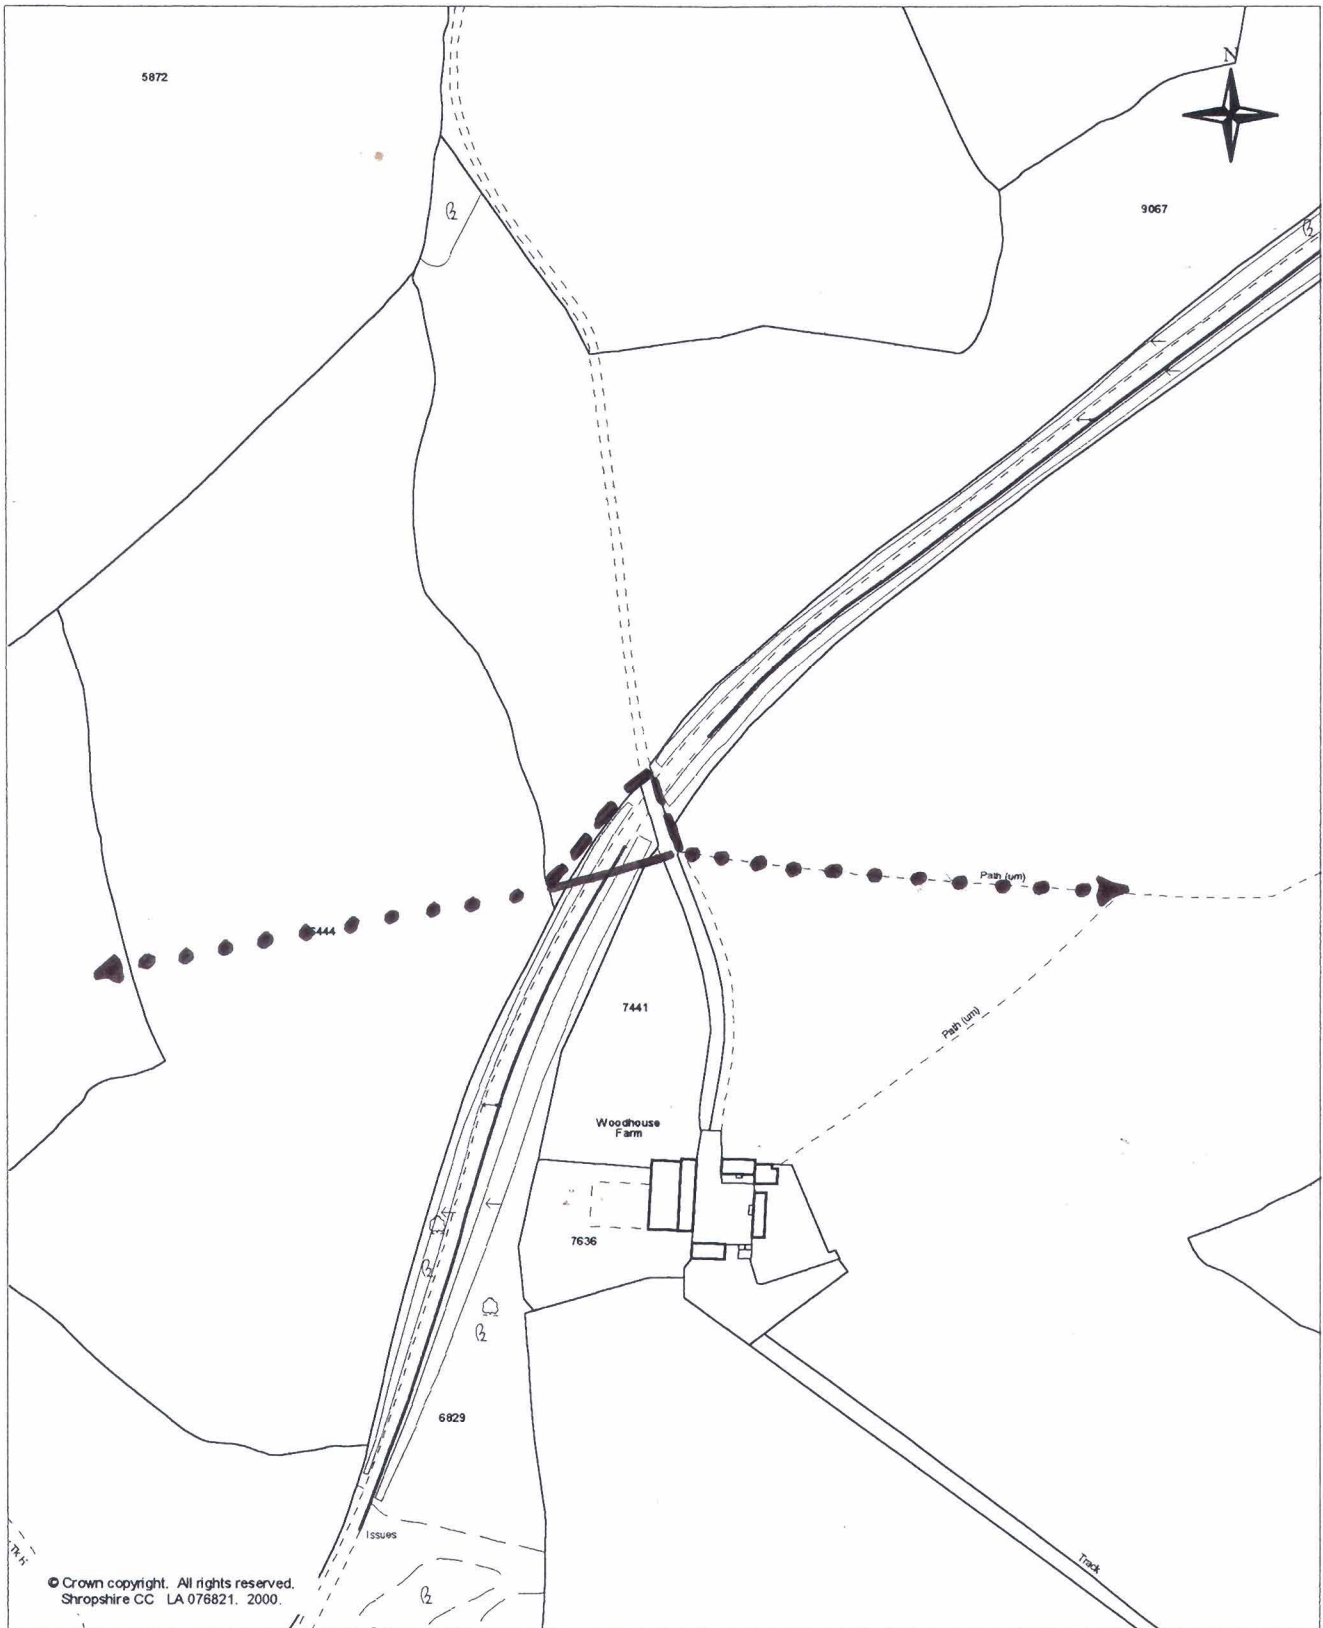 5872
N
9067
Path (um)
6444
7441
Path (um)
Woodhouse
Farm
7636
6829
Issues
Track
© Crown copyright. All rights reserved.
Shropshire CC LA 076821. 2000.